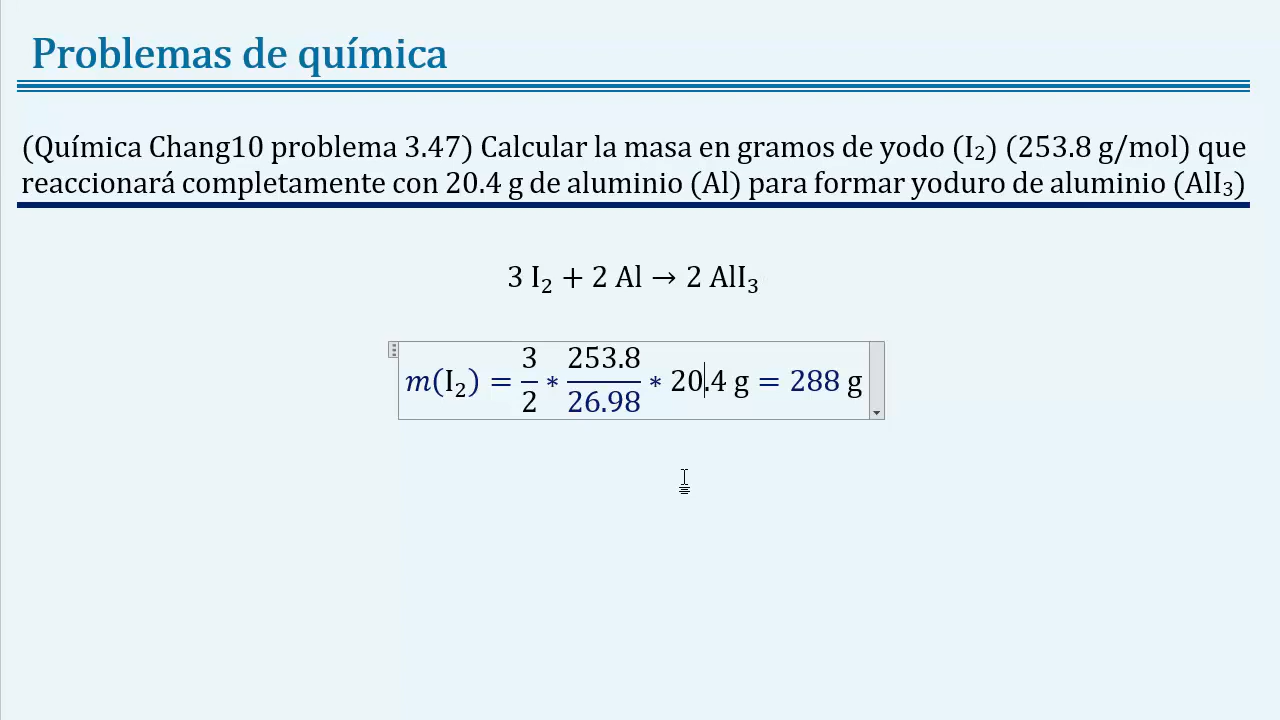 Problemas de química
(Química Chang10 problema 3.47) Calcular la masa en gramos de yodo (I₂) (253.8 g/mol) que
reaccionará completamente con 20.4 g de aluminio (Al) para formar yoduro de aluminio (AlI₃)
3 I₂ + 2 Al → 2 AlI₃
m(I₂) = 3/2 * 253.8/26.98 * 20.4 g = 288 g